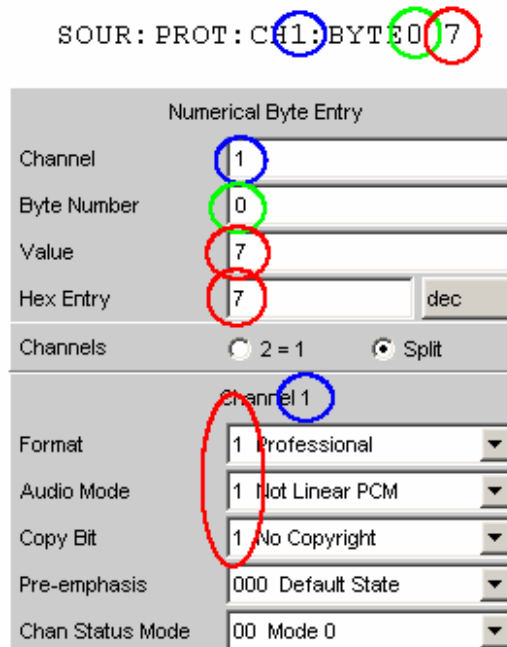 SOUR:PROT:CH1:BYTE0 7
Numerical Byte Entry
Channel 1
Byte Number 0
Value 7
Hex Entry 7 dec
Channels 2 = 1 Split
Channel 1
Format 1 Professional
Audio Mode 1 Not Linear PCM
Copy Bit 1 No Copyright
Pre-emphasis 000 Default State
Chan Status Mode 00 Mode 0